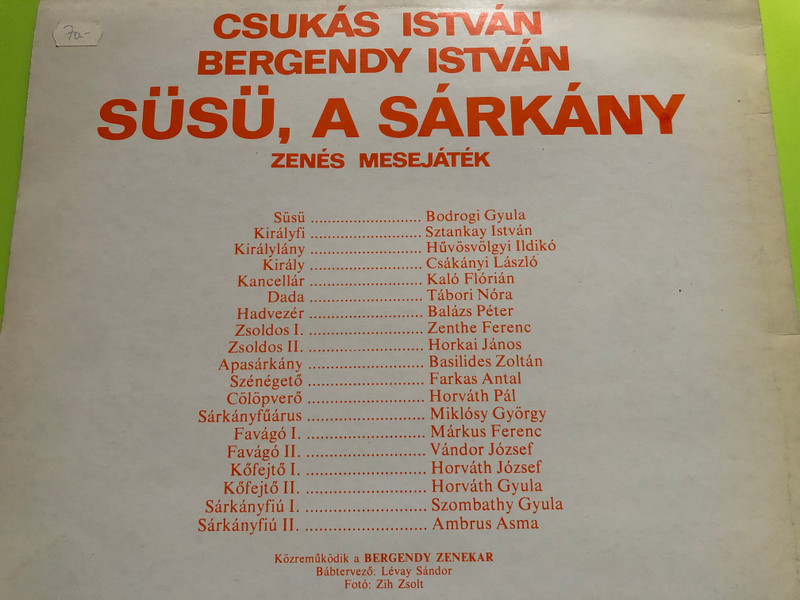 70.-
CSUKÁS ISTVÁN
BERGENDY ISTVÁN
SÜSÜ, A SÁRKÁNY
ZENÉS MESEJÁTÉK
Süsü ........................ Bodrogi Gyula
Királyfi ........................ Sztankay István
Királylány ........................ Hűvösvölgyi Ildikó
Király ........................ Csákányi László
Kancellár ........................ Kaló Flórián
Dada ........................ Tábori Nóra
Hadvezér ........................ Balázs Péter
Zsoldos I. ........................ Zenthe Ferenc
Zsoldos II. ........................ Horkai János
Apasárkány ........................ Basilides Zoltán
Szénégető ........................ Farkas Antal
Cölöpverő ........................ Horváth Pál
Sárkányfűárus ........................ Miklósy György
Favágó I. ........................ Márkus Ferenc
Favágó II. ........................ Vándor József
Kőfejtő I. ........................ Horváth József
Kőfejtő II. ........................ Horváth Gyula
Sárkányfiú I. ........................ Szombathy Gyula
Sárkányfiú II. ........................ Ambrus Asma
Közreműködik a BERGENDY ZENEKAR
Bábtervező: Lévay Sándor
Fotó: Zih Zsolt